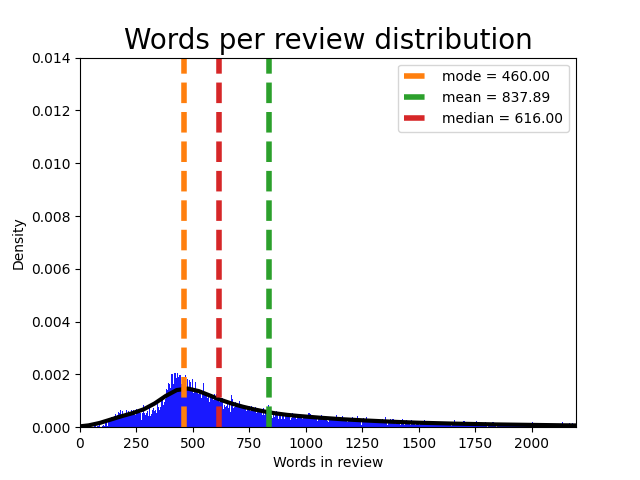 Words per review distribution
0.014
0.012
0.010
0.008
0.006
0.004
0.002
0.000
Density
mode = 460.00
mean = 837.89
median = 616.00
0 250 500 750 1000 1250 1500 1750 2000
Words in review